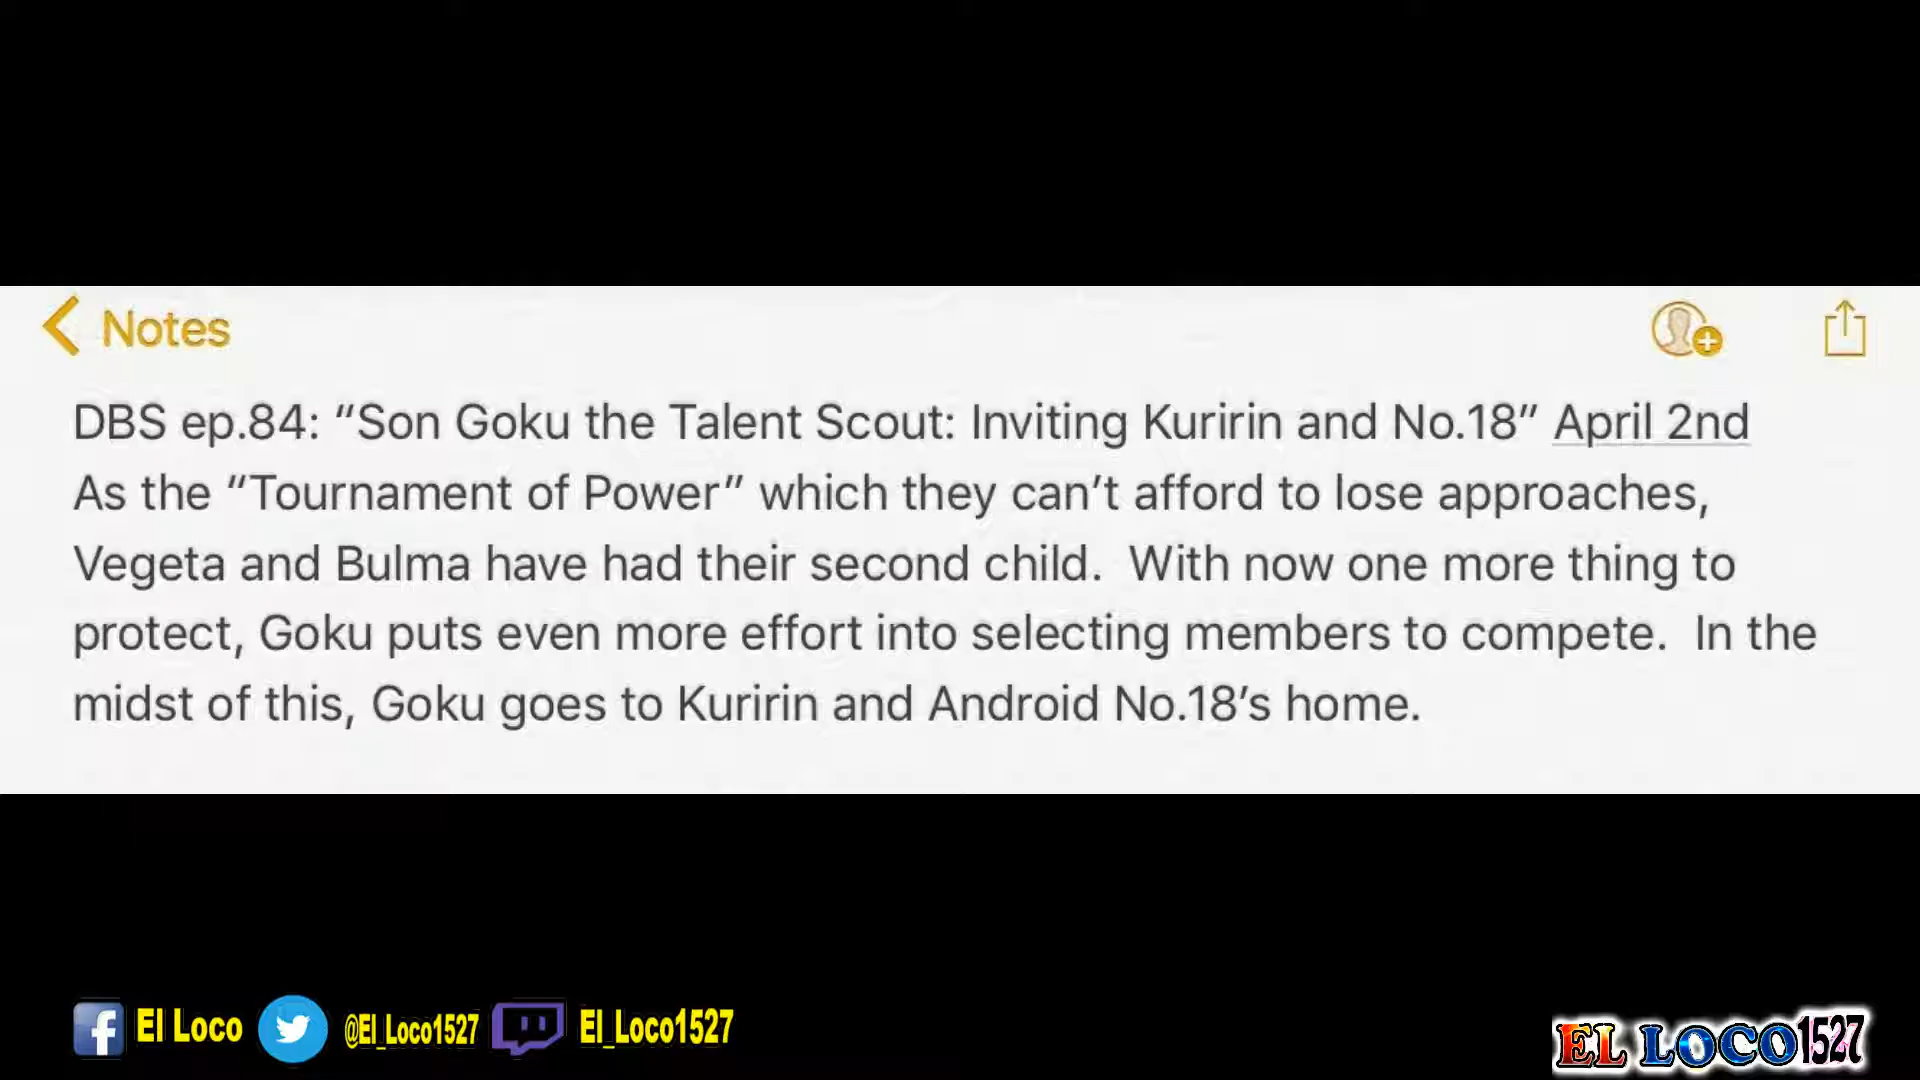 Notes
DBS ep.84: “Son Goku the Talent Scout: Inviting Kuririn and No.18” April 2nd
As the “Tournament of Power” which they can’t afford to lose approaches,
Vegeta and Bulma have had their second child.  With now one more thing to
protect, Goku puts even more effort into selecting members to compete.  In the
midst of this, Goku goes to Kuririn and Android No.18’s home.
El Loco @El_Loco1527 El_Loco1527
EL LOCO1527